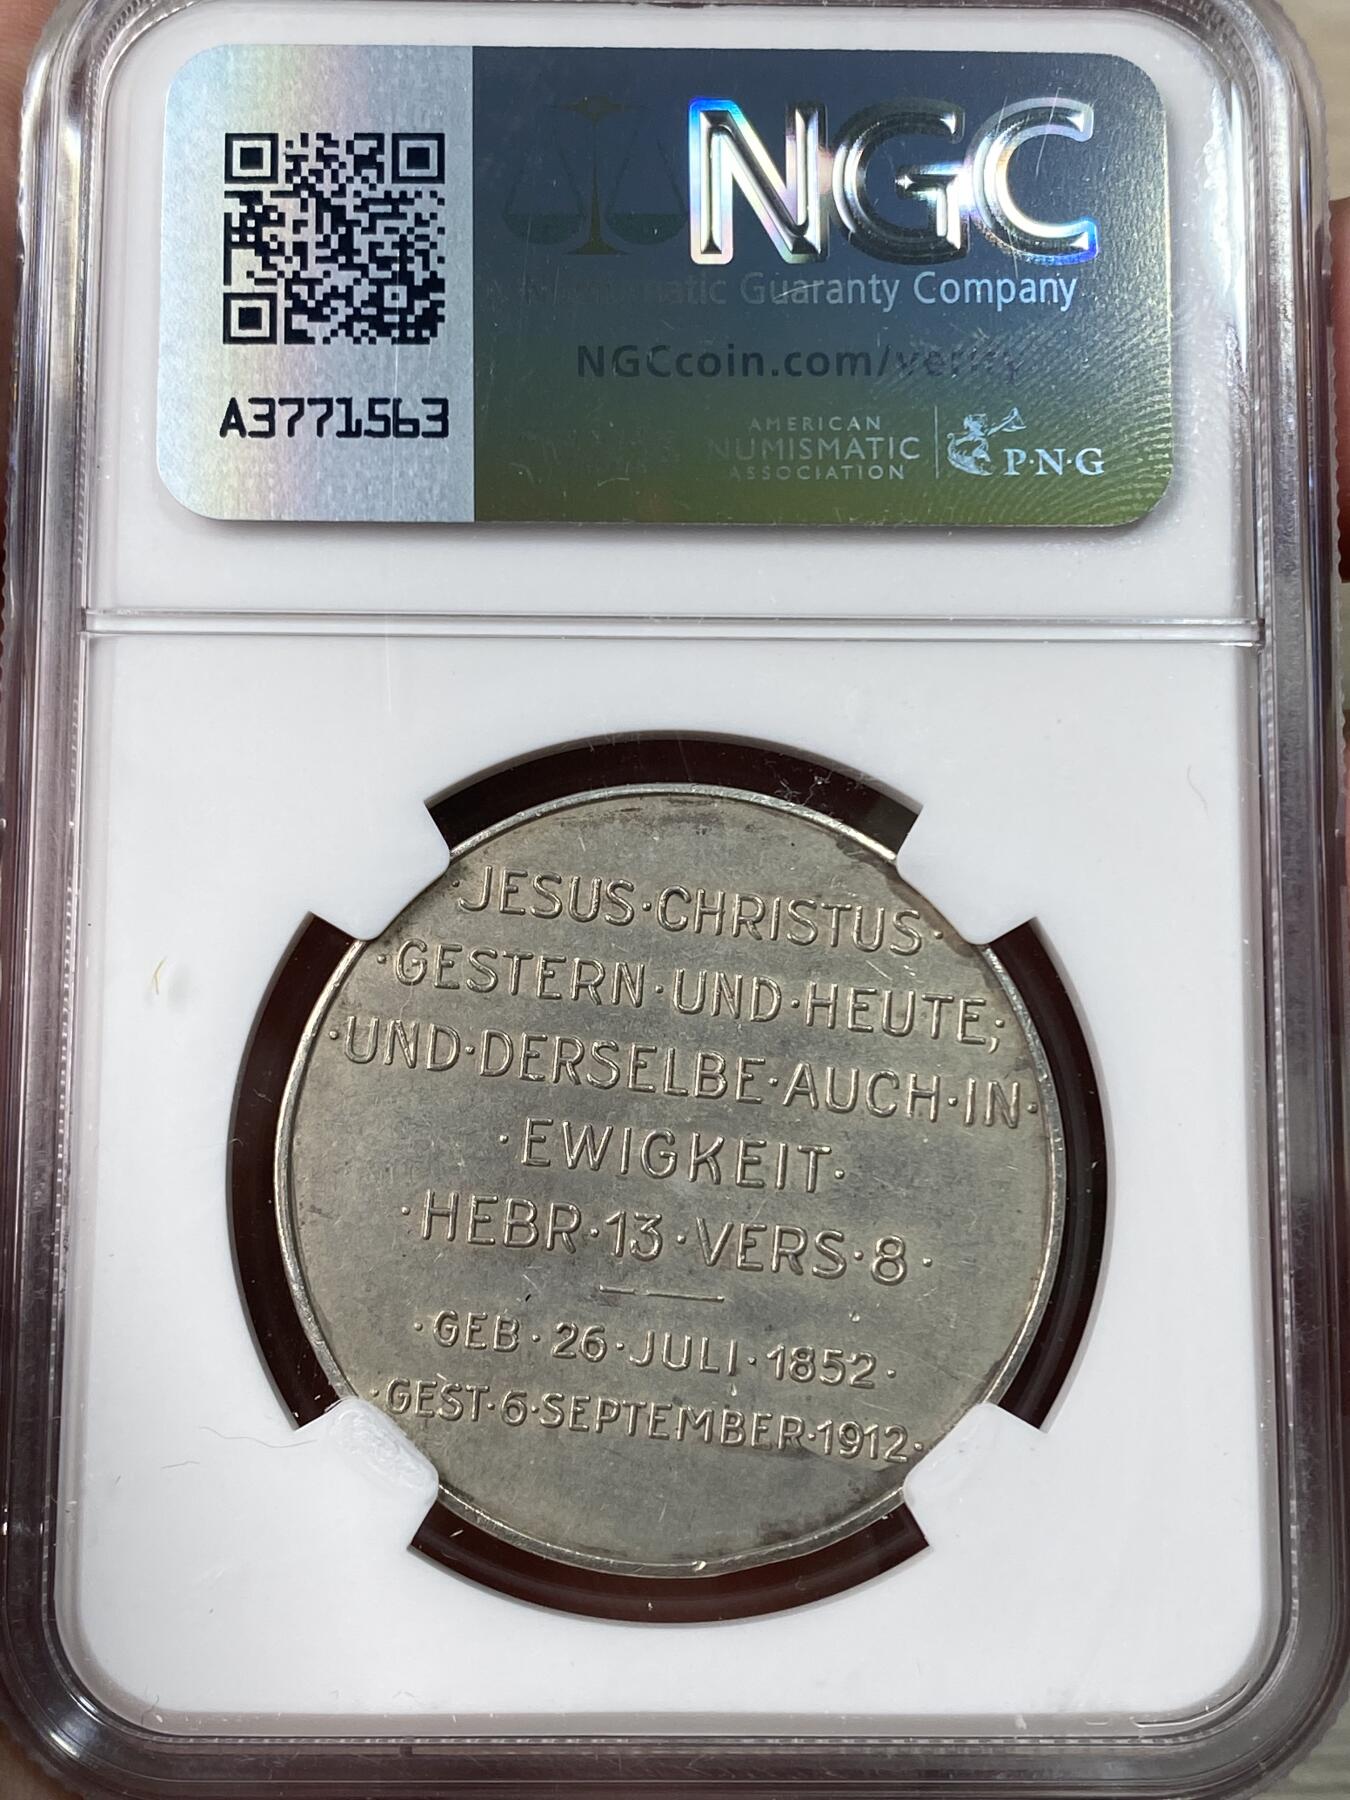 NGC
Numismatic Guaranty Company
NGCcoin.com/verify
A3771563
AMERICAN
NUMISMATIC
ASSOCIATION
P·N·G
·JESUS·CHRISTUS·
·GESTERN·UND·HEUTE;
·UND·DERSELBE·AUCH·IN·
·EWIGKEIT·
·HEBR·13·VERS·8·
·GEB·26·JULI·1852·
·GEST·6·SEPTEMBER·1912·